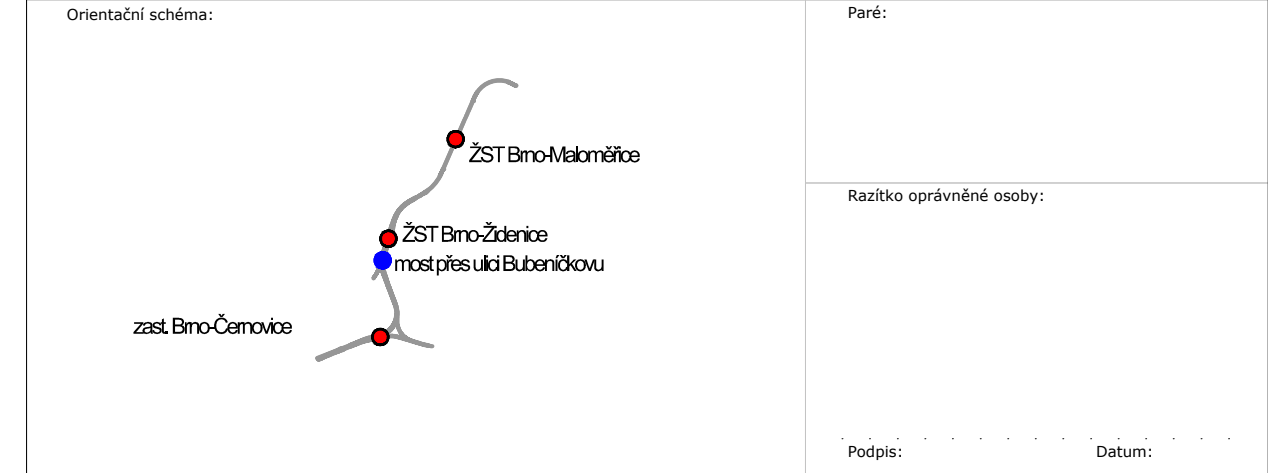 Orientační schéma:
ŽST Brno-Maloměřice
ŽST Brno-Židenice
most přes ulici Bubeníčkovu
zast. Brno-Černovice
Paré:
Razítko oprávněné osoby:
Podpis: Datum: